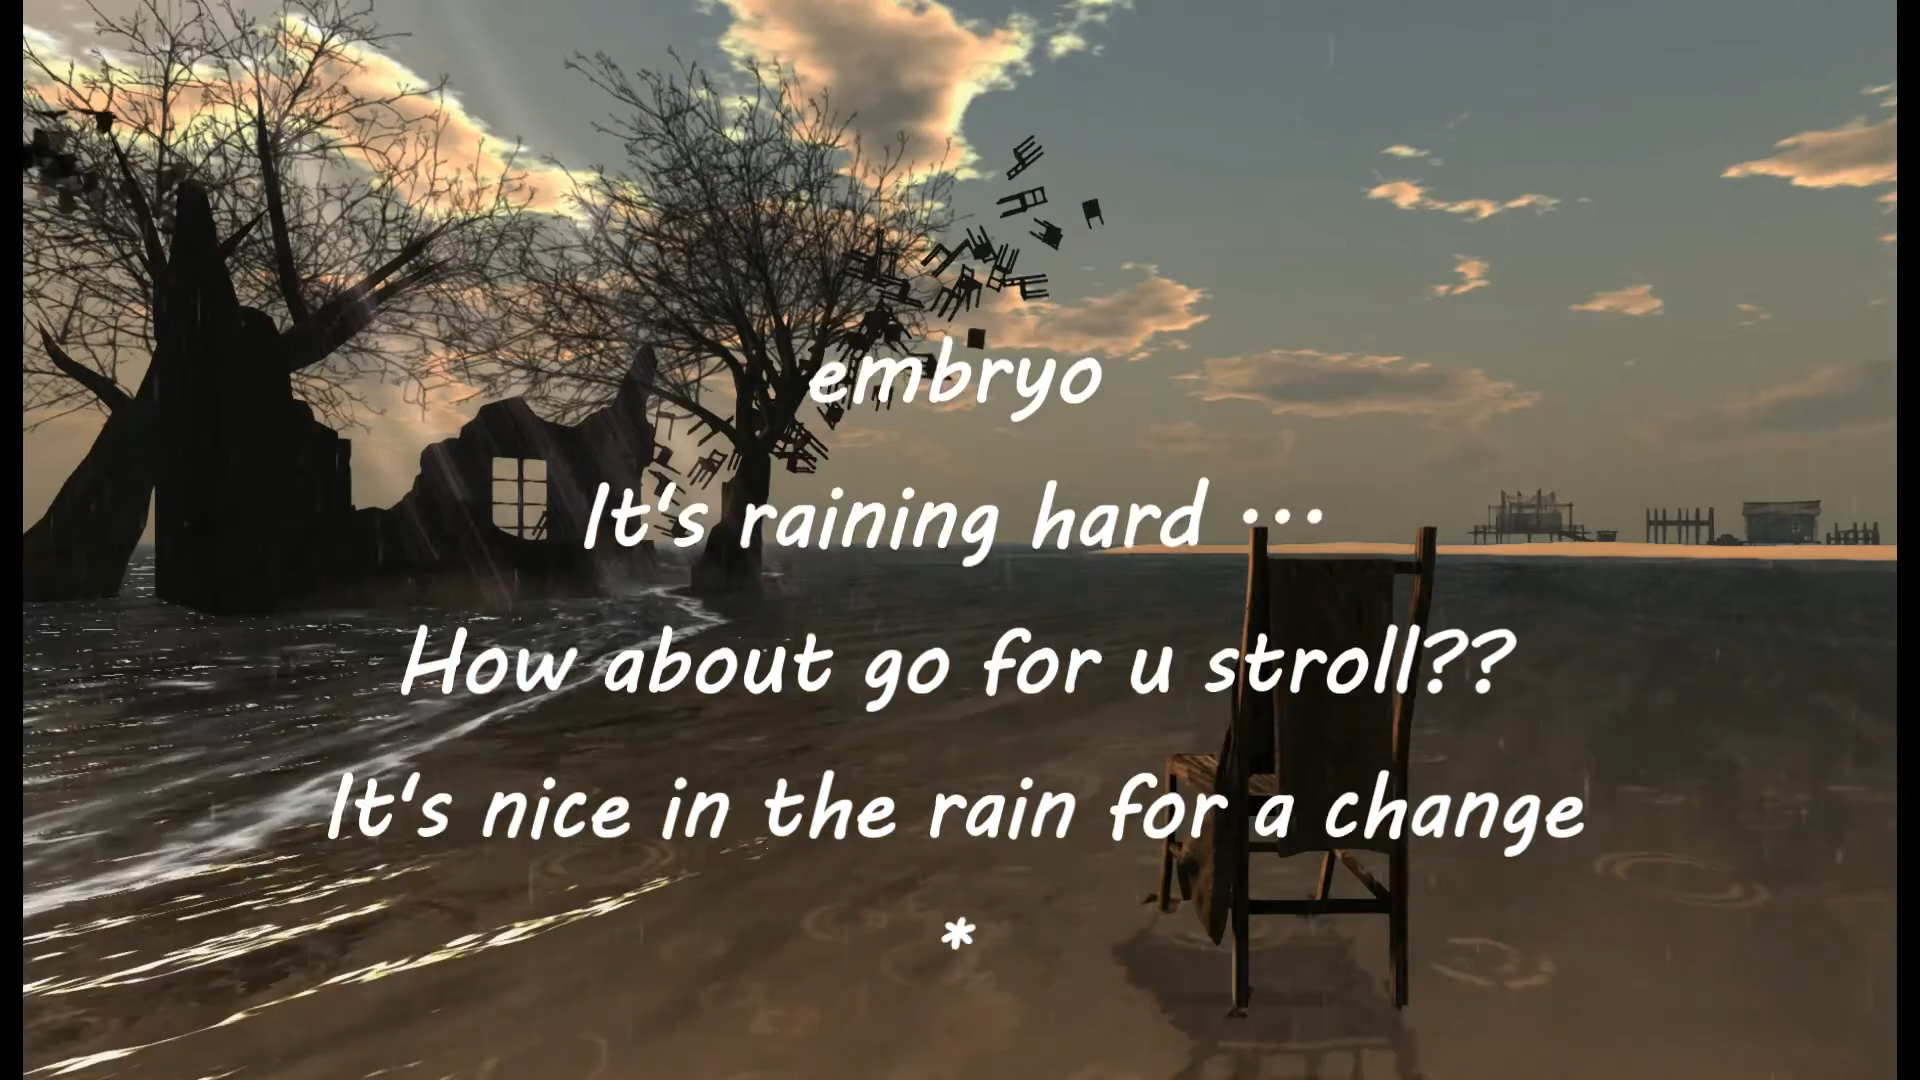 embryo
It's raining hard ...
How about go for u stroll??
It's nice in the rain for a change
*